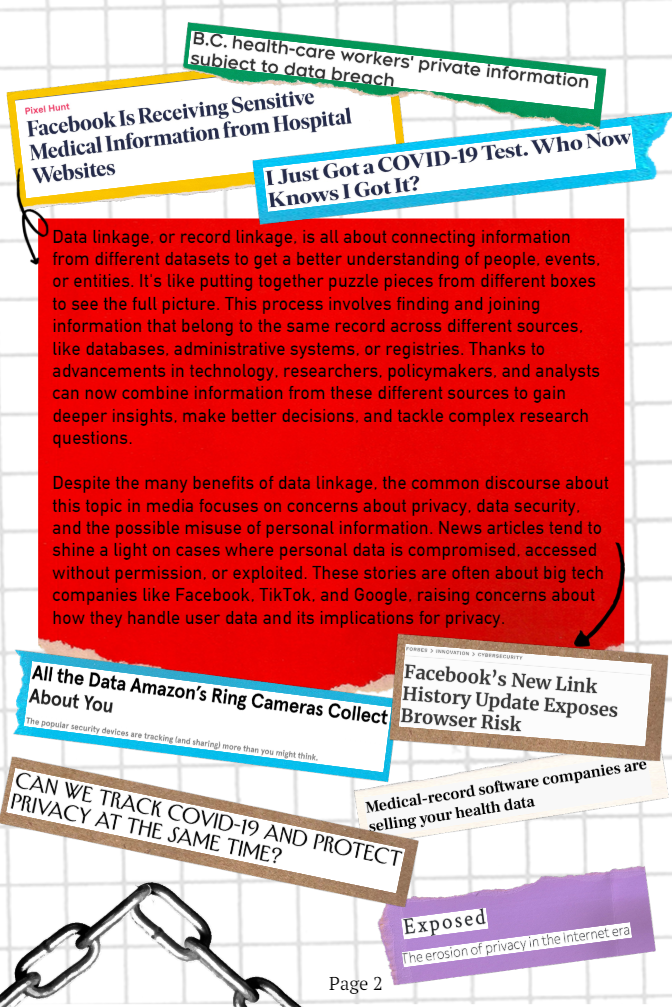 B.C. health-care workers' private information
subject to data breach
Pixel Hunt
Facebook Is Receiving Sensitive
Medical Information from Hospital
Websites
I Just Got a COVID-19 Test. Who Now
Knows I Got It?
Data linkage, or record linkage, is all about connecting information
from different datasets to get a better understanding of people, events,
or entities. It's like putting together puzzle pieces from different boxes
to see the full picture. This process involves finding and joining
information that belong to the same record across different sources,
like databases, administrative systems, or registries. Thanks to
advancements in technology, researchers, policymakers, and analysts
can now combine information from these different sources to gain
deeper insights, make better decisions, and tackle complex research
questions.
Despite the many benefits of data linkage, the common discourse about
this topic in media focuses on concerns about privacy, data security,
and the possible misuse of personal information. News articles tend to
shine a light on cases where personal data is compromised, accessed
without permission, or exploited. These stories are often about big tech
companies like Facebook, TikTok, and Google, raising concerns about
how they handle user data and its implications for privacy.
FORBES > INNOVATION > CYBERSECURITY
Facebook's New Link
History Update Exposes
Browser Risk
All the Data Amazon's Ring Cameras Collect
About You
The popular security devices are tracking (and sharing) more than you might think.
Medical-record software companies are
selling your health data
CAN WE TRACK COVID-19 AND PROTECT
PRIVACY AT THE SAME TIME?
Exposed
The erosion of privacy in the Internet era
Page 2